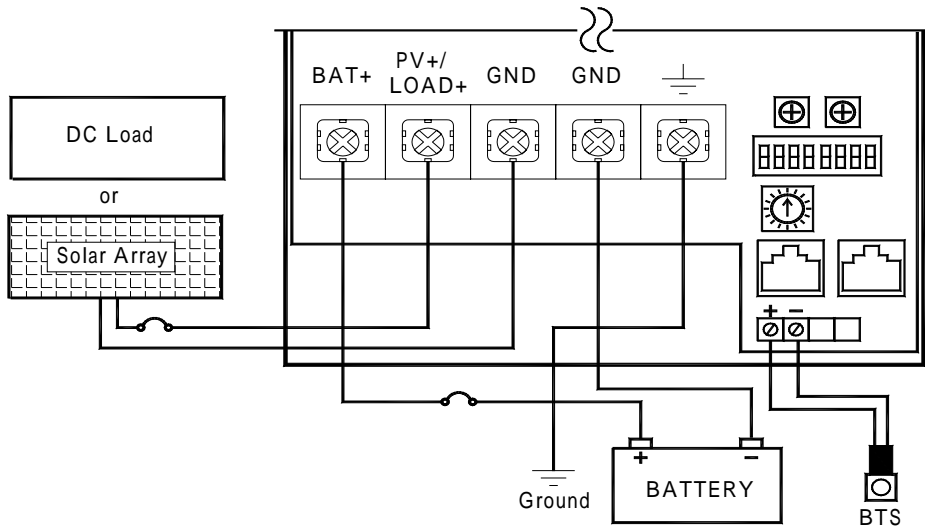 BAT+
PV+/
LOAD+
GND
GND
DC Load
or
Solar Array
+ −
+ −
BATTERY
Ground
BTS